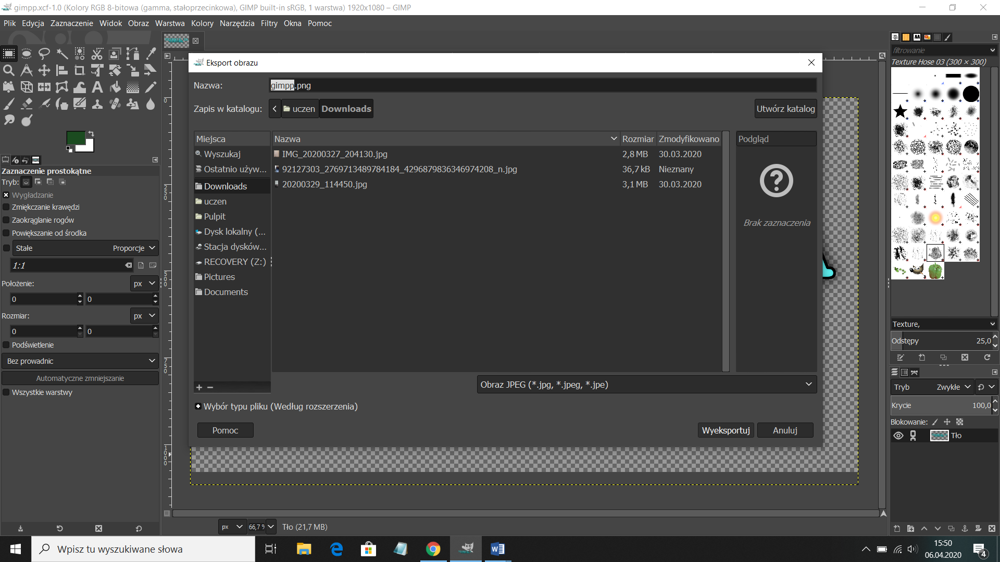 gimpp.xcf-1.0 (Kolory RGB 8-bitowa (gamma, stałoprzecinkowa), GIMP built-in sRGB, 1 warstwa) 1920x1080 – GIMP
Plik Edycja Zaznaczenie Widok Obraz Warstwa Kolory Narzędzia Filtry Okna Pomoc
Eksport obrazu
Nazwa: gimpp.png
Zapis w katalogu: uczen Downloads Utwórz katalog
Miejsca Nazwa Rozmiar Zmodyfikowano Podgląd
Wyszukaj IMG_20200327_204130.jpg 2,8 MB 30.03.2020
Ostatnio używ... 92127303_2769713489784184_4296879836346974208_n.jpg 36,7 kB Nieznany
Downloads 20200329_114450.jpg 3,1 MB 30.03.2020
uczen
Pulpit
Dysk lokalny (...
Stacja dysków...
RECOVERY (Z:)
Pictures
Documents
Brak zaznaczenia
Obraz JPEG (*.jpg, *.jpeg, *.jpe)
Wybór typu pliku (Według rozszerzenia)
Pomoc Wyeksportuj Anuluj
Zaznaczenie prostokątne
Tryb:
Wygładzanie
Zmiękczanie krawędzi
Zaokrąglanie rogów
Powiększanie od środka
Stałe Proporcje
1:1
Położenie: px
0 0
Rozmiar: px
0 0
Podświetlenie
Bez prowadnic
Automatyczne zmniejszanie
Wszystkie warstwy
0
250
500
750
1000
px 66,7 % Tło (21,7 MB)
filtrowanie
Texture Hose 03 (300 × 300)
Texture,
Odstępy 25,0
Tryb Zwykłe
Krycie 100,0
Blokowanie:
Tło
Wpisz tu wyszukiwane słowa
15:50
06.04.2020
4